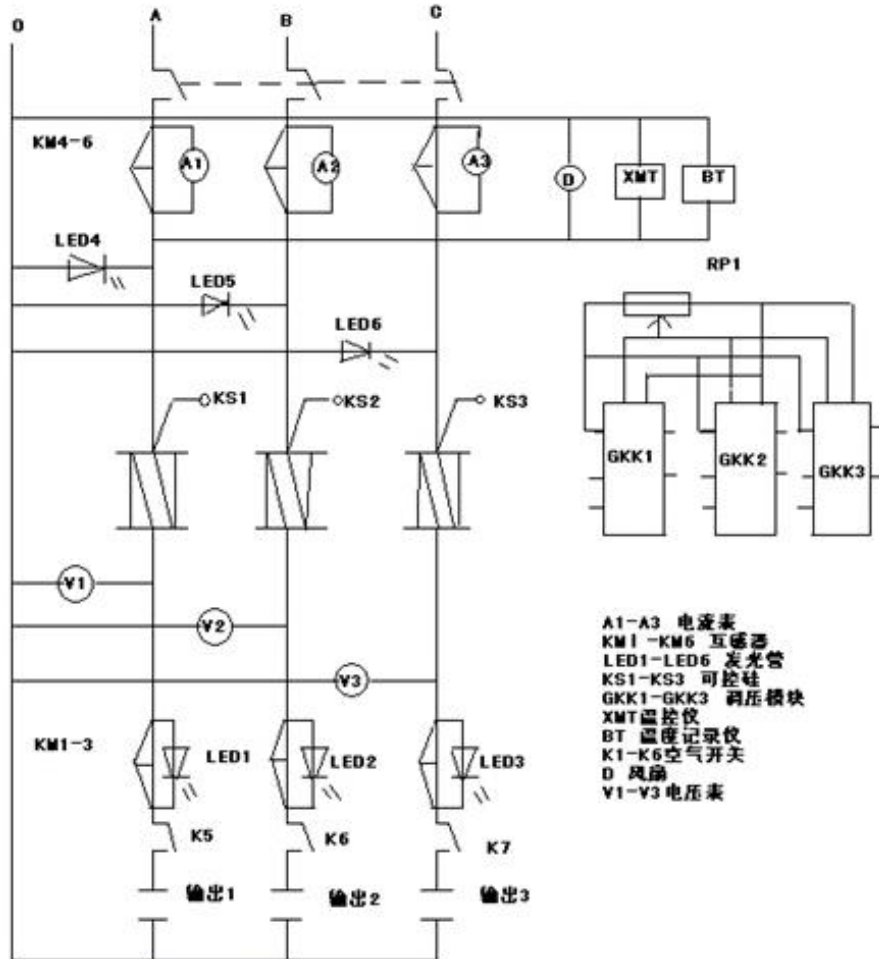 O A B C
KM4-6
A1 A2 A3
D XMT BT
LED4
RP1
LED5
LED6
KS1 KS2 KS3
GKK1 GKK2 GKK3
V1
V2
V3
KM1-3
LED1 LED2 LED3
K5 K6 K7
输出1 输出2 输出3
A1-A3 电流表
KM1-KM6 互感器
LED1-LED6 发光管
KS1-KS3 可控硅
GKK1-GKK3 调压模块
XMT温控仪
BT 温度记录仪
K1-K6空气开关
D 风扇
V1-V3电压表